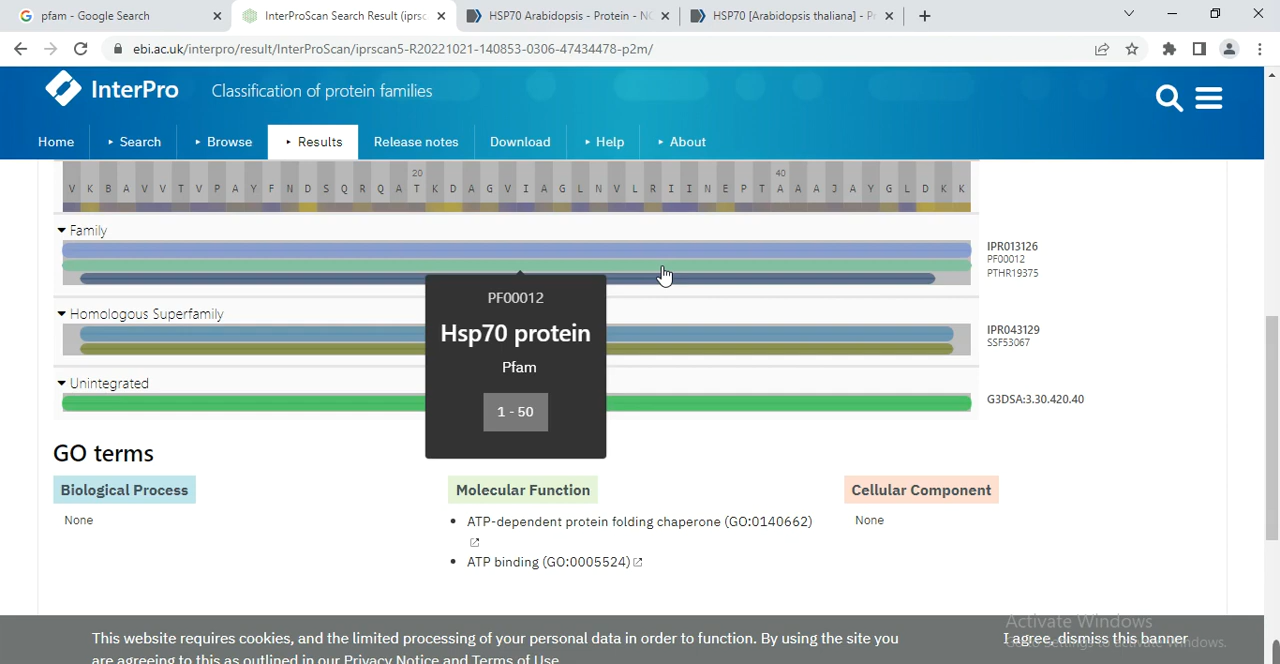 pfam - Google Search
InterProScan Search Result (iprsc
HSP70 Arabidopsis - Protein - NC
HSP70 [Arabidopsis thaliana] - Pr
ebi.ac.uk/interpro/result/InterProScan/iprscan5-R20221021-140853-0306-47434478-p2m/
InterPro Classification of protein families
Home Search Browse Results Release notes Download Help About
20 40
V K B A V V T V P A Y F N D S Q R Q A T K D A G V I A G L N V L R I I N E P T A A A J A Y G L D K K
Family
IPR013126
PF00012
PTHR19375
PF00012
Hsp70 protein
Pfam
1 - 50
Homologous Superfamily
IPR043129
SSF53067
Unintegrated
G3DSA:3.30.420.40
GO terms
Biological Process Molecular Function Cellular Component
None
ATP-dependent protein folding chaperone (GO:0140662)
ATP binding (GO:0005524)
None
Activate Windows
Go to Settings to activate Windows.
This website requires cookies, and the limited processing of your personal data in order to function. By using the site you
are agreeing to this as outlined in our Privacy Notice and Terms of Use
I agree, dismiss this banner